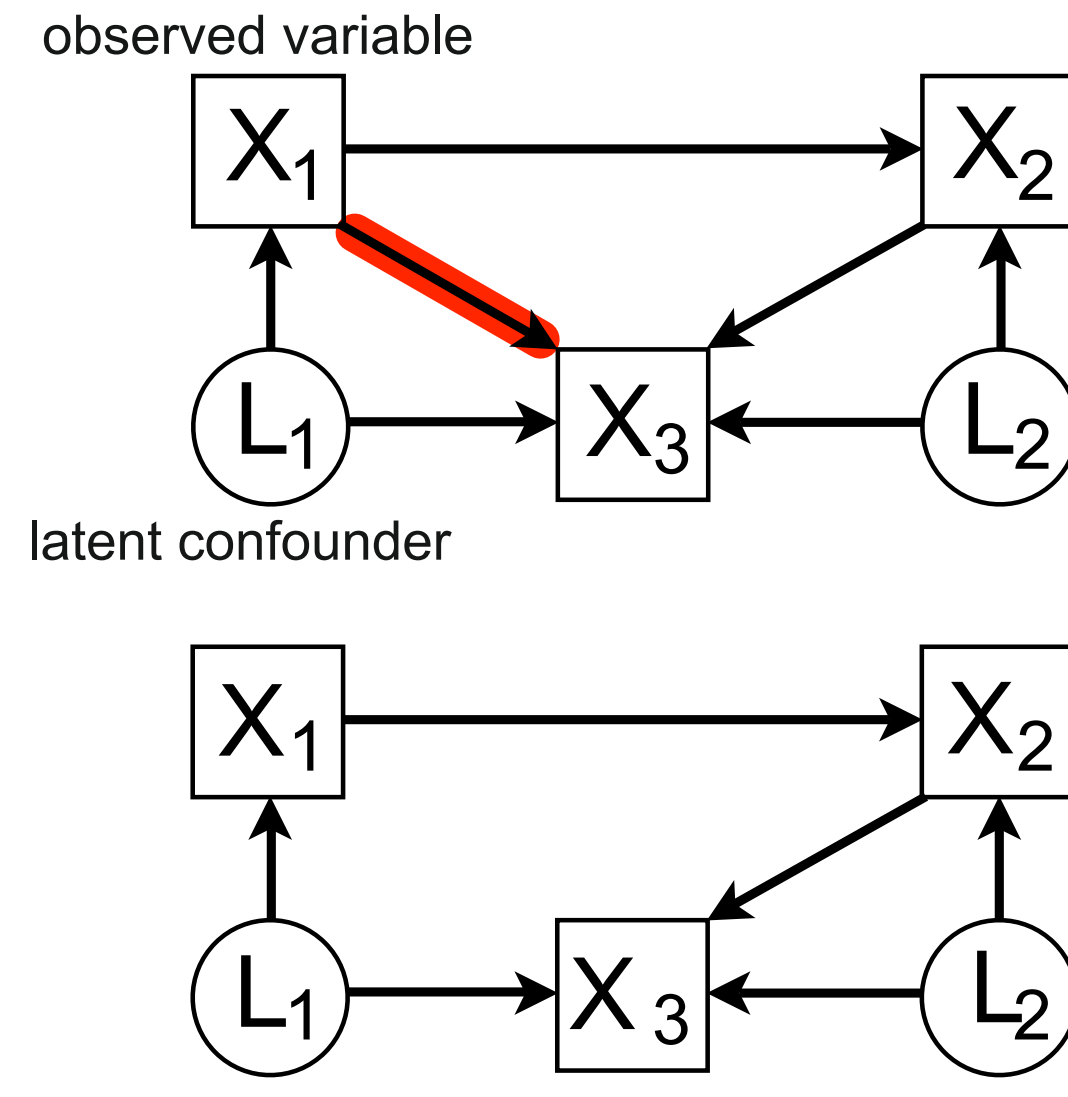 observed variable
X1 X2
L1 X3 L2
latent confounder
X1 X2
L1 X3 L2